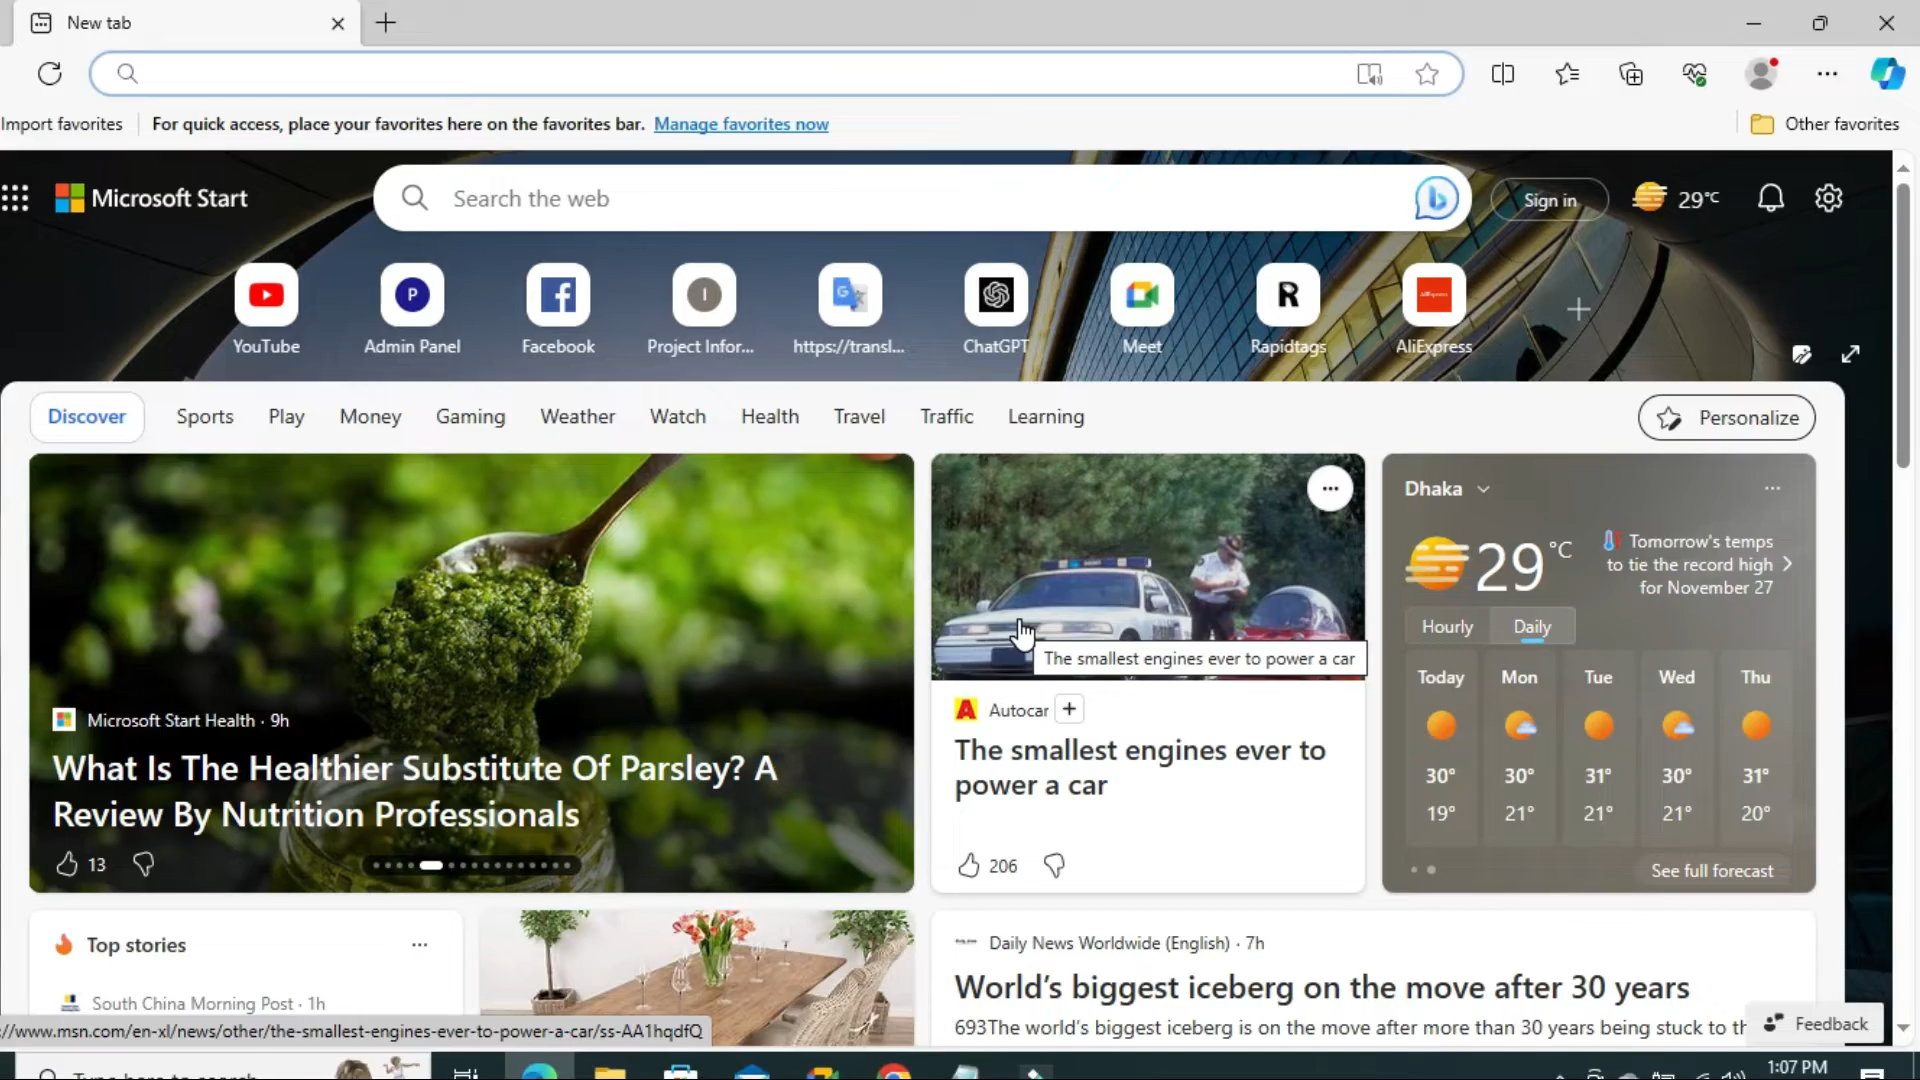 New tab
Import favorites
For quick access, place your favorites here on the favorites bar. Manage favorites now
Other favorites
Microsoft Start
Search the web
Sign in
29°C
P
I
R
YouTube
Admin Panel
Facebook
Project Infor...
https://transl...
ChatGPT
Meet
Rapidtags
AliExpress
Discover
Sports
Play
Money
Gaming
Weather
Watch
Health
Travel
Traffic
Learning
Personalize
Microsoft Start Health · 9h
What Is The Healthier Substitute Of Parsley? A
Review By Nutrition Professionals
13
The smallest engines ever to power a car
Autocar
The smallest engines ever to
power a car
206
Dhaka
29 °C
Tomorrow's temps
to tie the record high
for November 27
Hourly
Daily
Today Mon Tue Wed Thu
30° 30° 31° 30° 31°
19° 21° 21° 21° 20°
See full forecast
Top stories
South China Morning Post · 1h
Daily News Worldwide (English) · 7h
World's biggest iceberg on the move after 30 years
693The world's biggest iceberg is on the move after more than 30 years being stuck to th
Feedback
://www.msn.com/en-xl/news/other/the-smallest-engines-ever-to-power-a-car/ss-AA1hqdfQ
Type here to search
1:07 PM